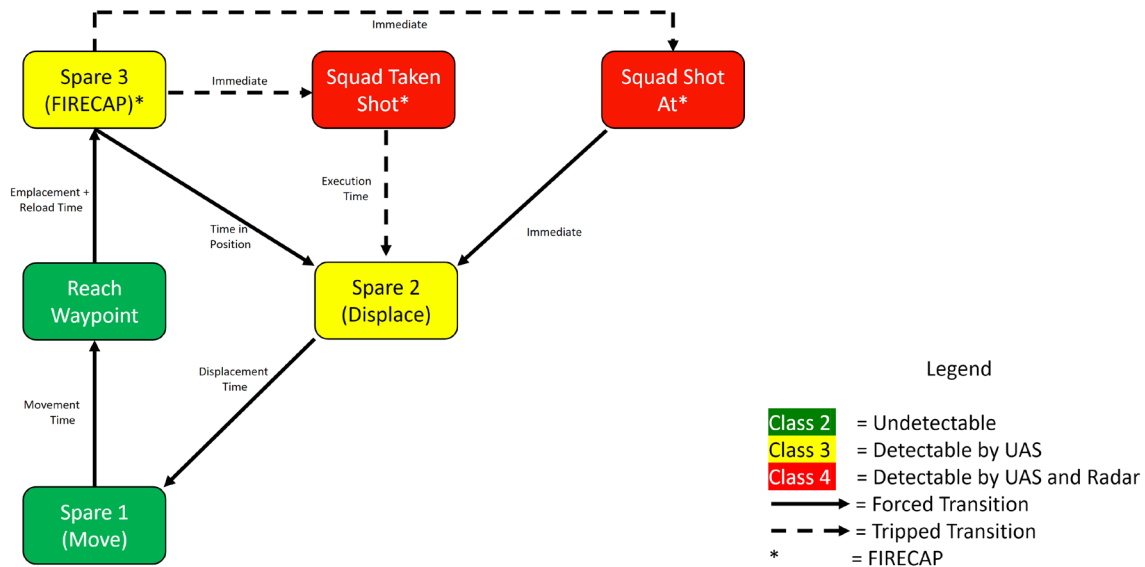 Immediate
Spare 3
(FIRECAP)*
Immediate
Squad Taken
Shot*
Squad Shot
At*
Emplacement +
Reload Time
Execution
Time
Time in
Position
Immediate
Reach
Waypoint
Spare 2
(Displace)
Displacement
Time
Movement
Time
Spare 1
(Move)
Legend
Class 2 = Undetectable
Class 3 = Detectable by UAS
Class 4 = Detectable by UAS and Radar
= Forced Transition
= Tripped Transition
* = FIRECAP